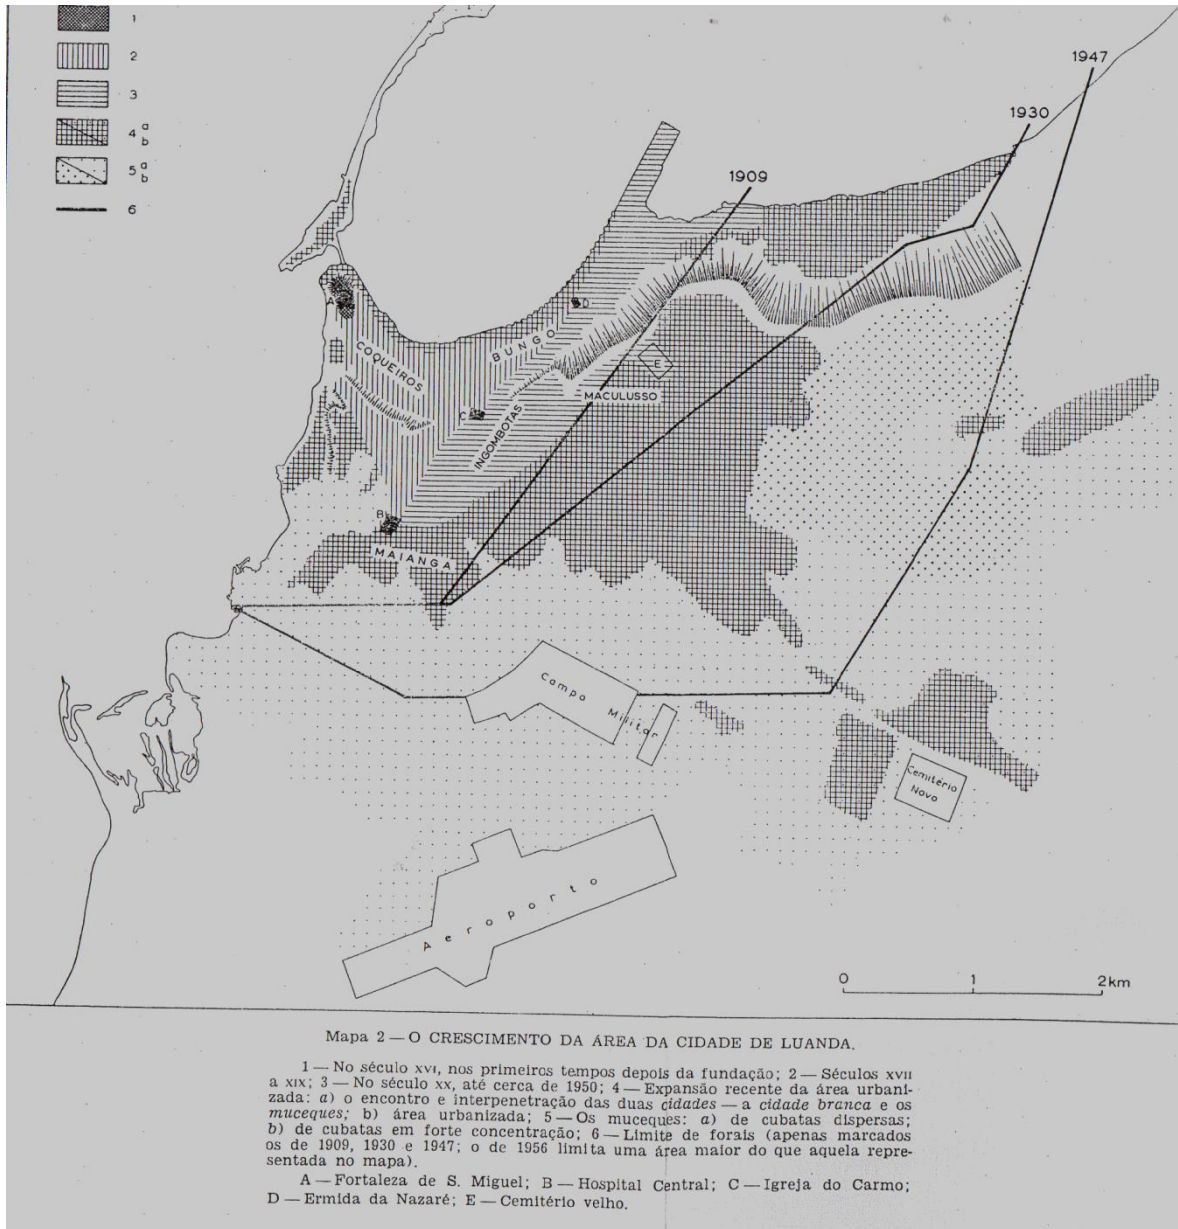 1
2
3
4 a
b
5 a
b
6
1947
1930
1909
A
D
BUNGO
COQUEIROS
E
MACULUSSO
C
INGOMBOTAS
B
MAIANGA
Campo
Militar
Cemitério
Novo
Aeroporto
0 1 2km
Mapa 2 — O CRESCIMENTO DA ÁREA DA CIDADE DE LUANDA.
1 — No século XVI, nos primeiros tempos depois da fundação; 2 — Séculos XVII
a XIX; 3 — No século XX, até cerca de 1950; 4 — Expansão recente da área urbani-
zada: a) o encontro e interpenetração das duas cidades — a cidade branca e os
muceques; b) área urbanizada; 5 — Os muceques: a) de cubatas dispersas;
b) de cubatas em forte concentração; 6 — Limite de forais (apenas marcados
os de 1909, 1930 e 1947; o de 1956 limita uma área maior do que aquela repre-
sentada no mapa).
A — Fortaleza de S. Miguel; B — Hospital Central; C — Igreja do Carmo;
D — Ermida da Nazaré; E — Cemitério velho.